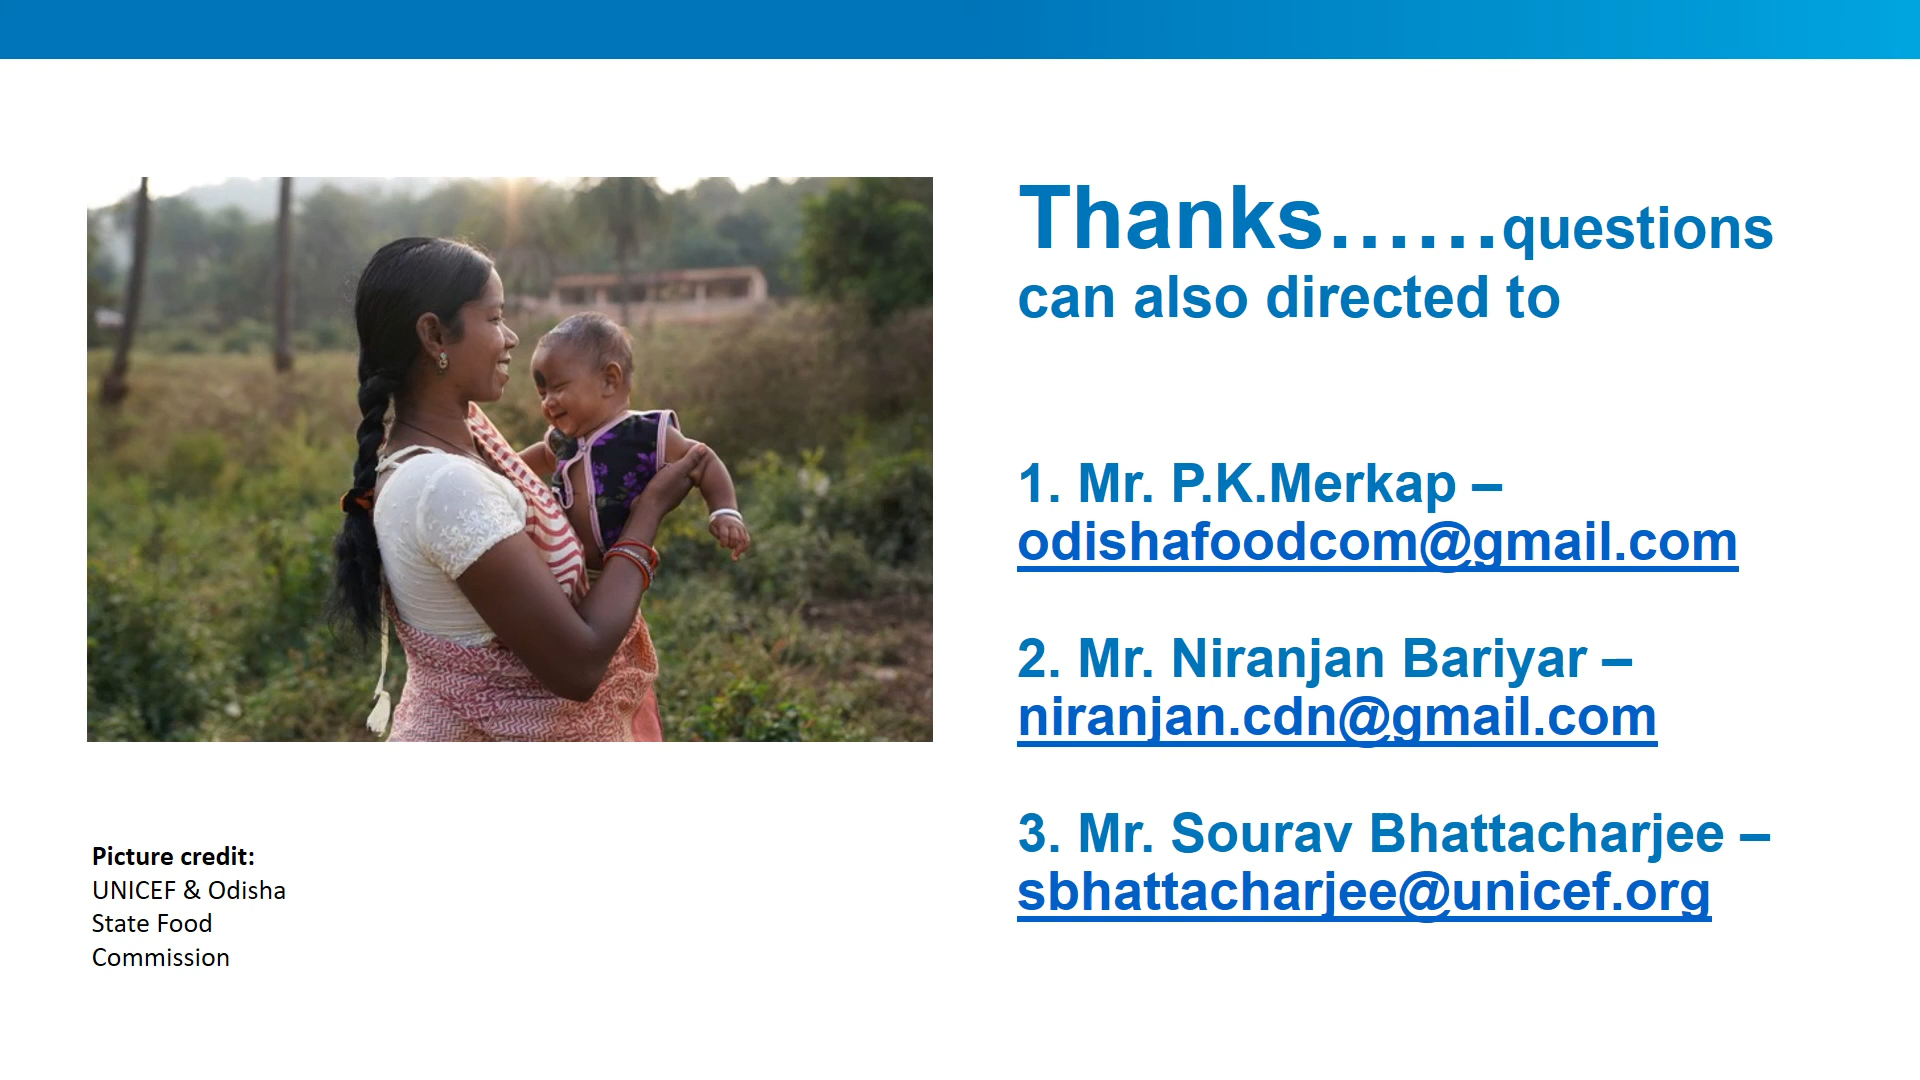 Thanks……questions
can also directed to
1. Mr. P.K.Merkap –
odishafoodcom@gmail.com
2. Mr. Niranjan Bariyar –
niranjan.cdn@gmail.com
3. Mr. Sourav Bhattacharjee –
sbhattacharjee@unicef.org
Picture credit:
UNICEF & Odisha
State Food
Commission